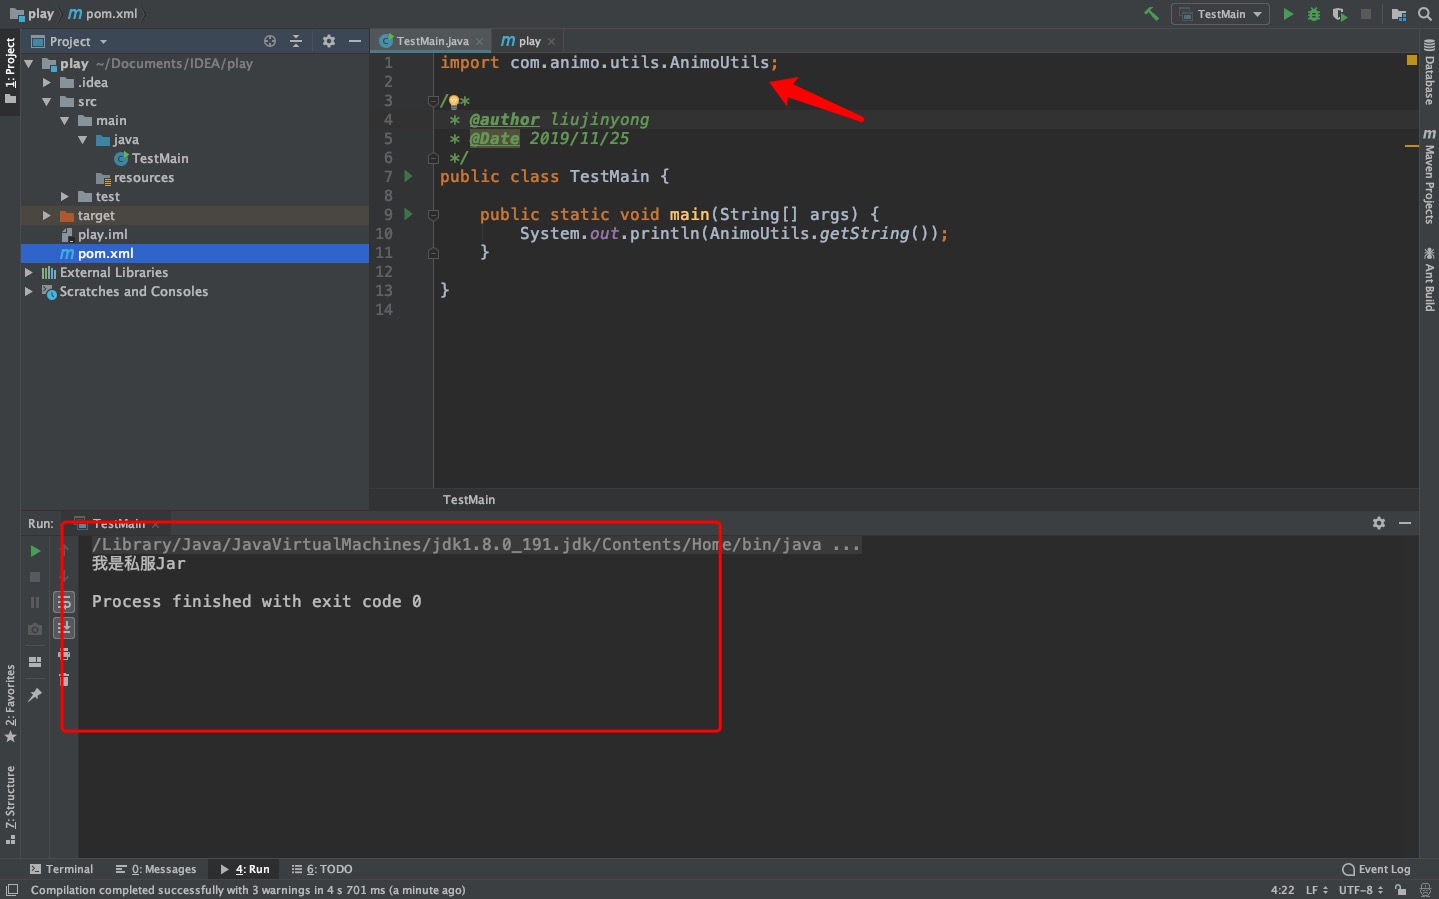 play
pom.xml
TestMain
1: Project
Project
TestMain.java
play
play ~/Documents/IDEA/play
.idea
src
main
java
TestMain
resources
test
target
play.iml
pom.xml
External Libraries
Scratches and Consoles
1 import com.animo.utils.AnimoUtils;
2
3 /**
4 * @author liujinyong
5 * @Date 2019/11/25
6 */
7 public class TestMain {
8
9 public static void main(String[] args) {
10 System.out.println(AnimoUtils.getString());
11 }
12
13 }
14
TestMain
Database
Maven Projects
Ant Build
Run: TestMain
/Library/Java/JavaVirtualMachines/jdk1.8.0_191.jdk/Contents/Home/bin/java ...
我是私服Jar
Process finished with exit code 0
2: Favorites
Z: Structure
Terminal
0: Messages
4: Run
6: TODO
Event Log
Compilation completed successfully with 3 warnings in 4 s 701 ms (a minute ago)
4:22
LF
UTF-8